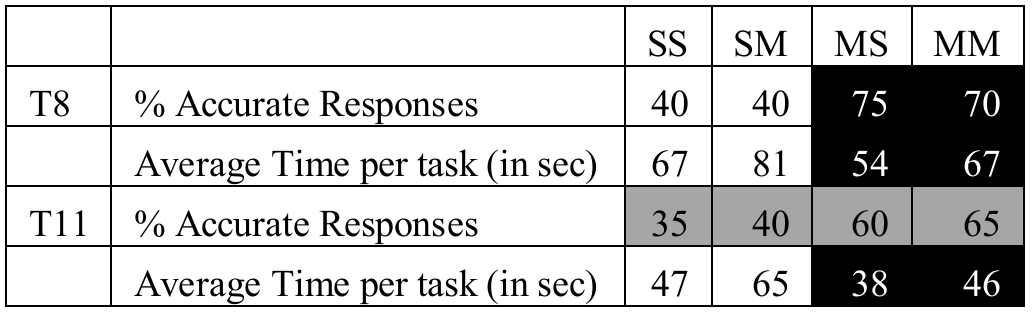 SS SM MS MM
T8 % Accurate Responses 40 40 75 70
Average Time per task (in sec) 67 81 54 67
T11 % Accurate Responses 35 40 60 65
Average Time per task (in sec) 47 65 38 46